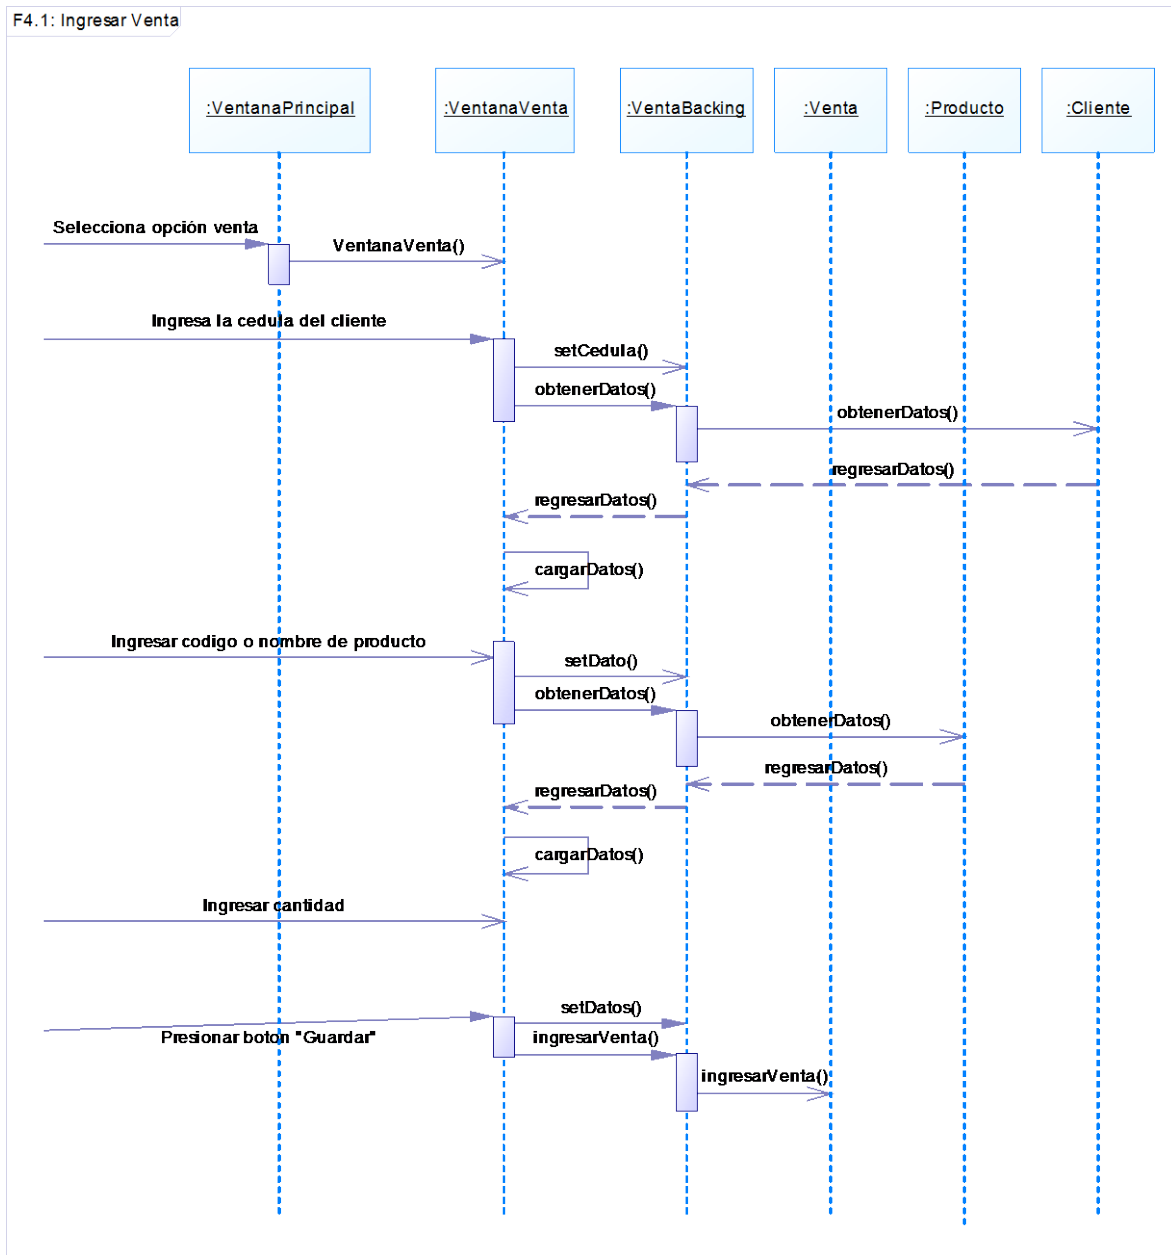 F4.1: Ingresar Venta
:VentanaPrincipal
:VentanaVenta
:VentaBacking
:Venta
:Producto
:Cliente
Selecciona opción venta
VentanaVenta()
Ingresa la cedula del cliente
setCedula()
obtenerDatos()
obtenerDatos()
regresarDatos()
regresarDatos()
cargarDatos()
Ingresar codigo o nombre de producto
setDato()
obtenerDatos()
obtenerDatos()
regresarDatos()
regresarDatos()
cargarDatos()
Ingresar cantidad
setDatos()
Presionar boton "Guardar"
ingresarVenta()
ingresarVenta()